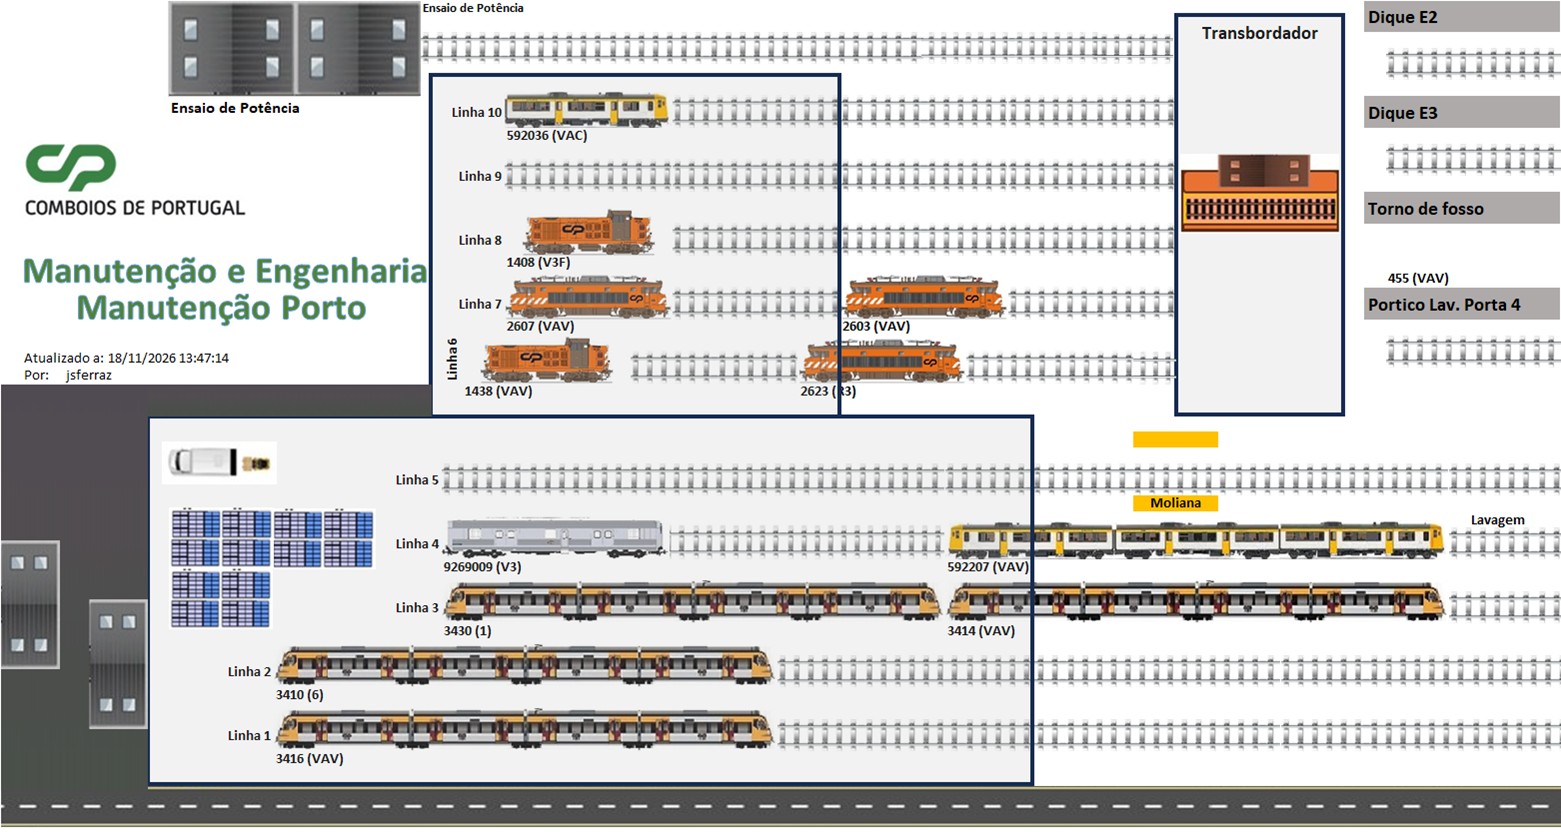 Ensaio de Potência
Ensaio de Potência
CP
COMBOIOS DE PORTUGAL
Manutenção e Engenharia
Manutenção Porto
Atualizado a: 18/11/2026 13:47:14
Por: jsferraz
Linha 10
592036 (VAC)
Linha 9
Linha 8
1408 (V3F)
Linha 7
2607 (VAV)
2603 (VAV)
Linha 6
1438 (VAV)
2623 (R3)
Transbordador
Dique E2
Dique E3
Torno de fosso
455 (VAV)
Portico Lav. Porta 4
Linha 5
Moliana
Linha 4
9269009 (V3)
592207 (VAV)
Lavagem
Linha 3
3430 (1)
3414 (VAV)
Linha 2
3410 (6)
Linha 1
3416 (VAV)